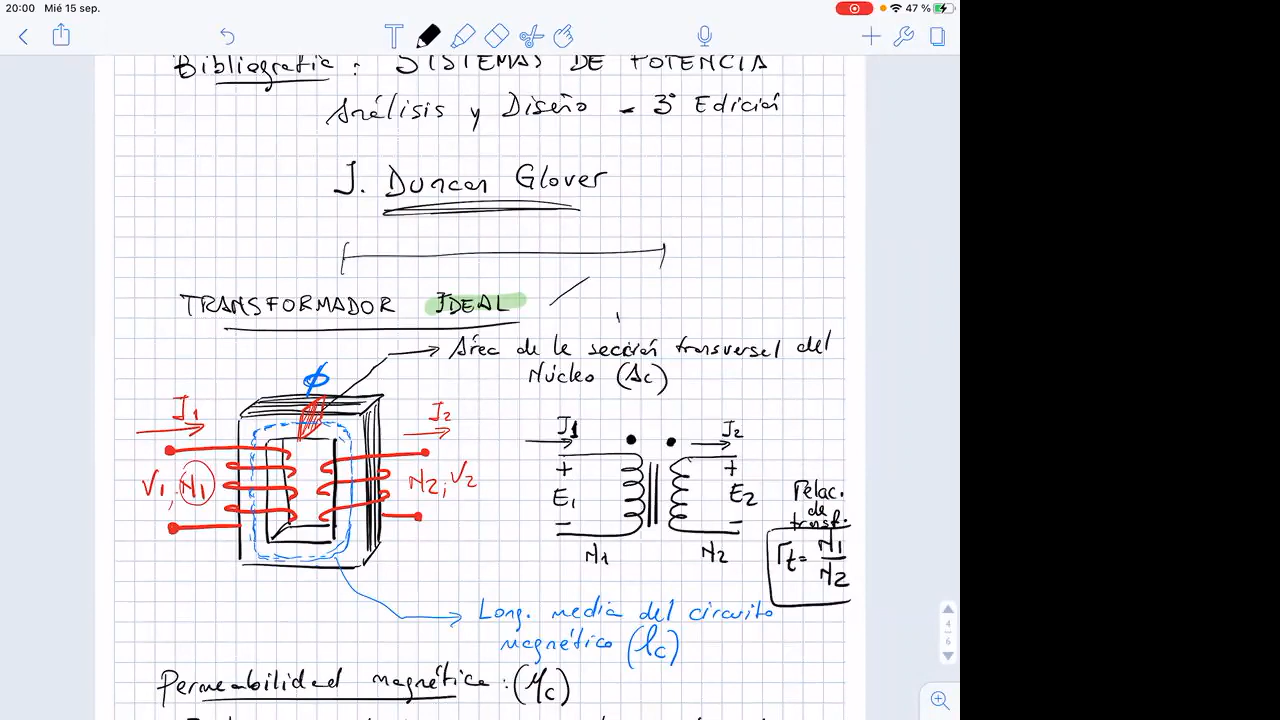 20:00 Mié 15 sep.
47 %
Bibliografía : SISTEMAS DE POTENCIA
Análisis y Diseño - 3° Edición
J. Duncan Glover
TRANSFORMADOR IDEAL
Área de la sección transversal del
Núcleo (Ac)
ϕ
I1
I2
V1, N1
N2; V2
I1
I2
+
+
E1
E2
-
-
N1
N2
Relac.
de
transf.
rt = N1
N2
Long. media del circuito
magnético (lc)
Permeabilidad magnética : (μc)
4
6